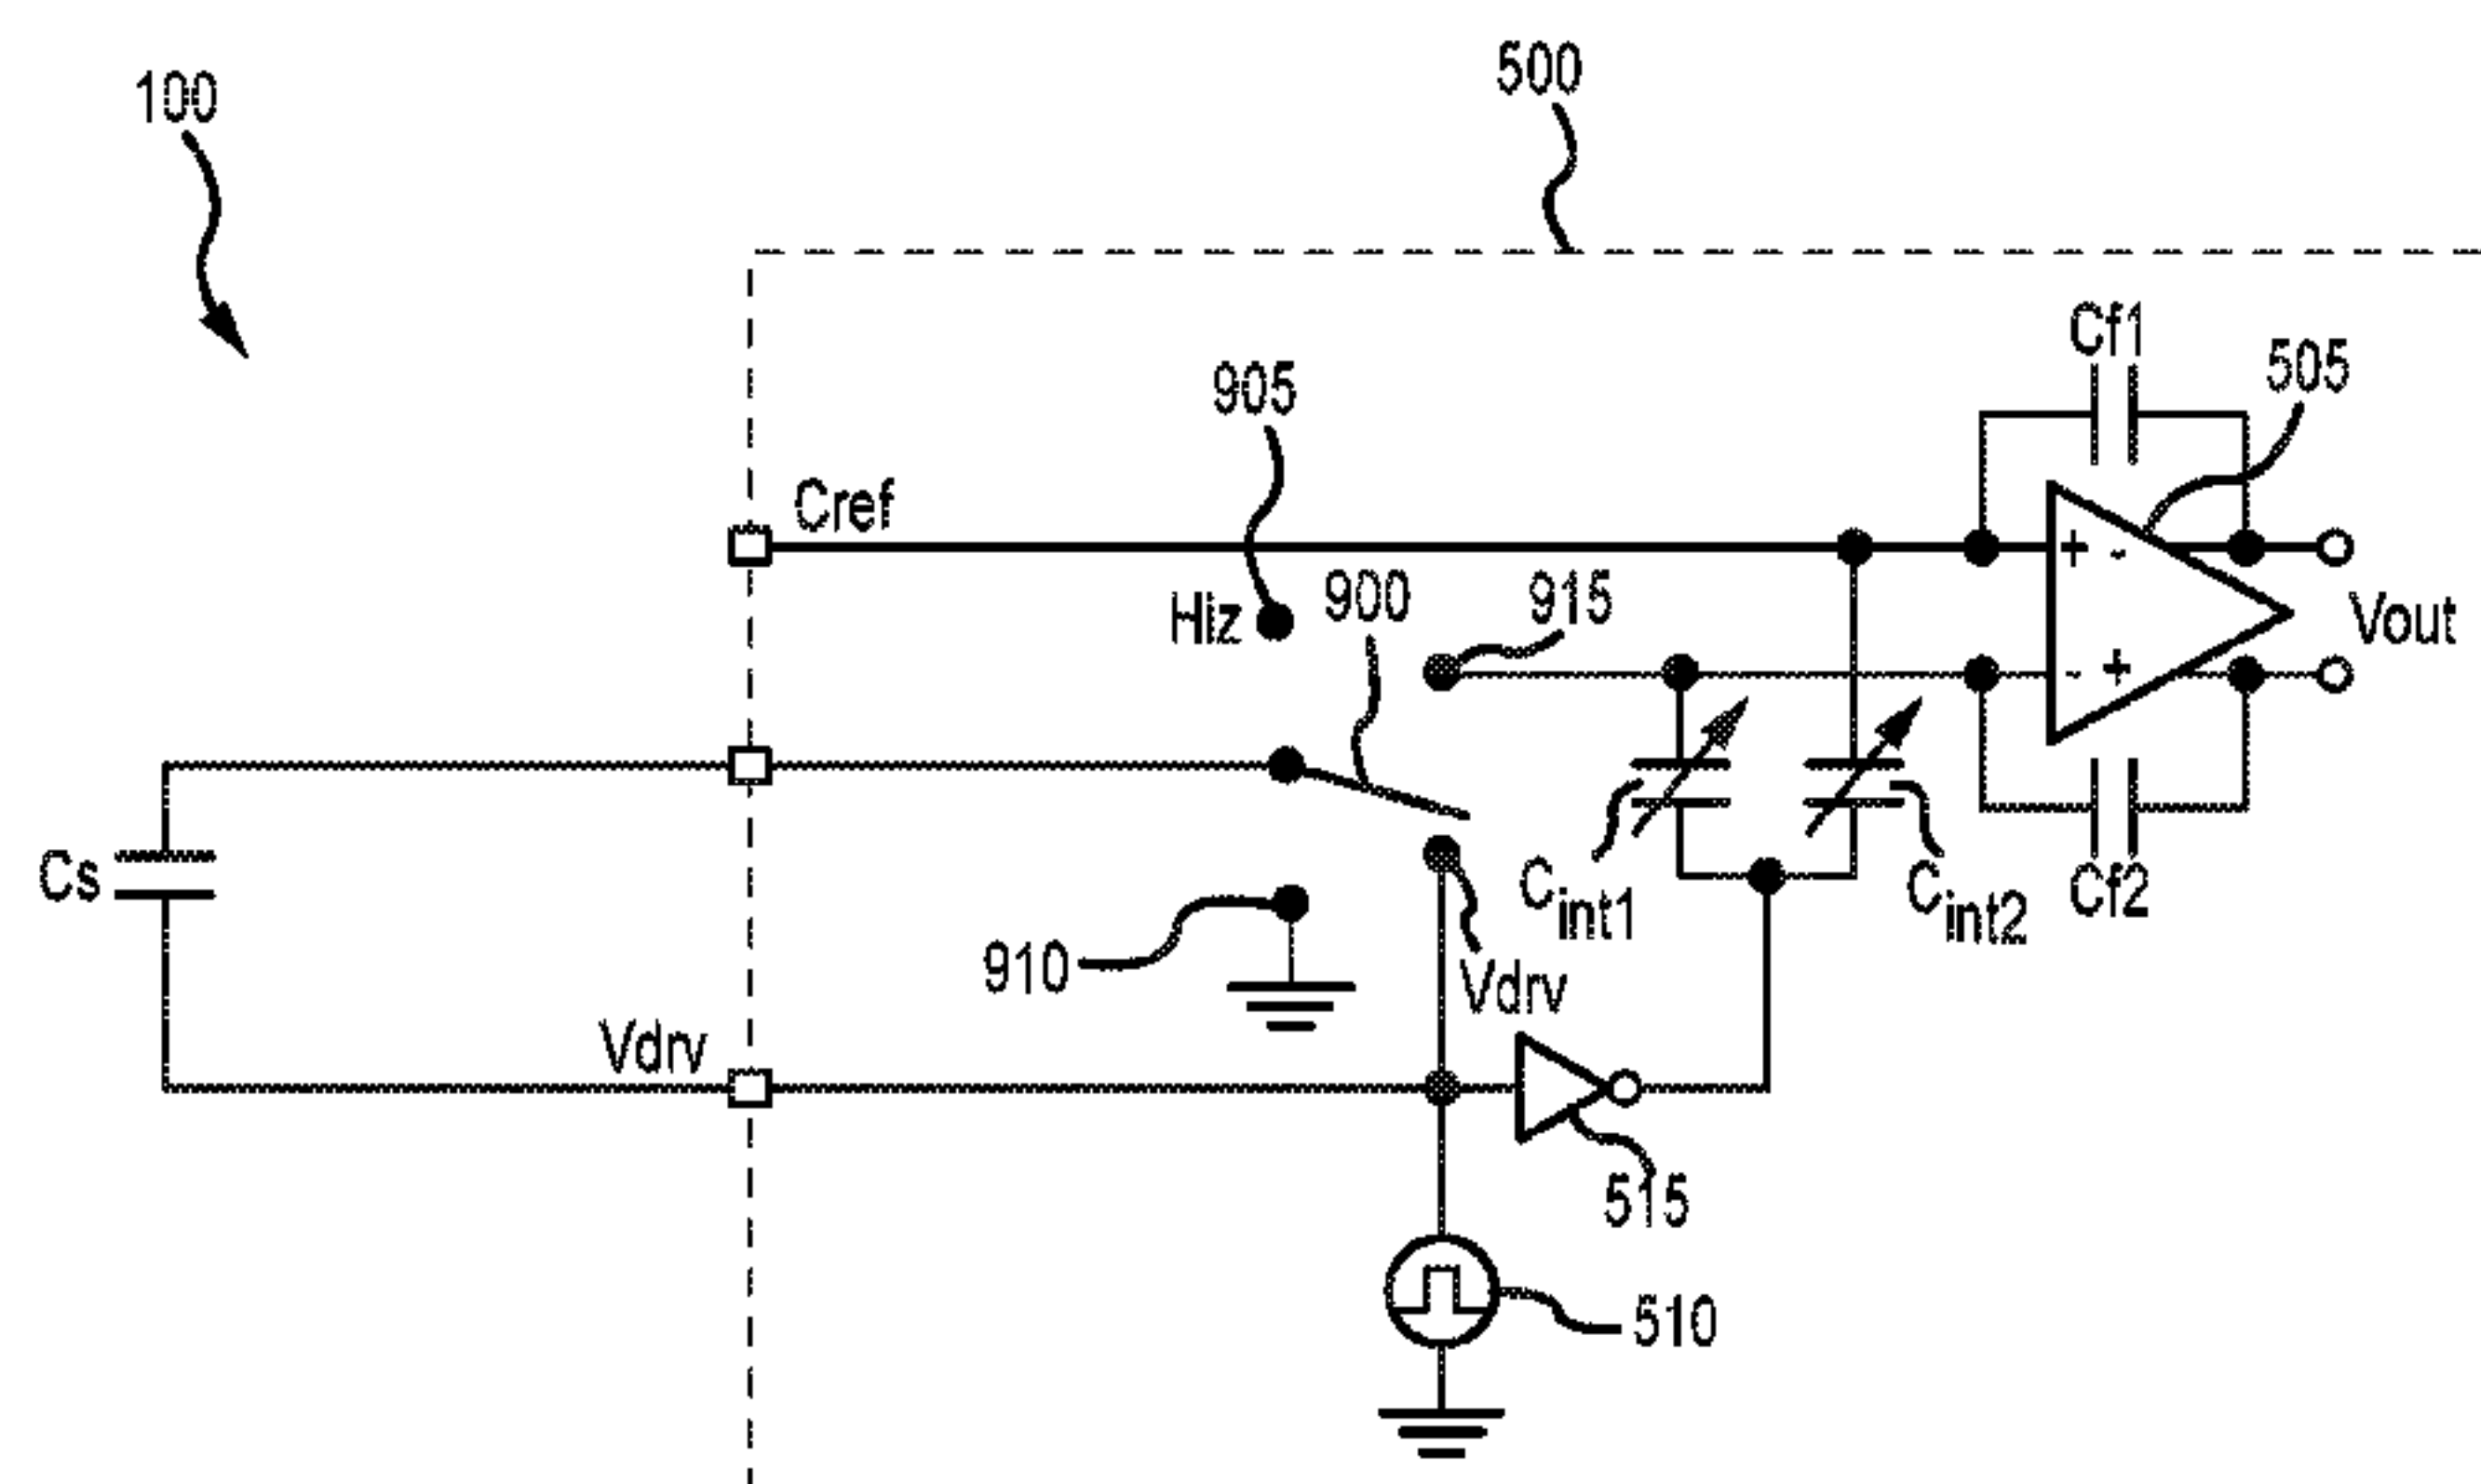 100
500
Cf1
505
905
Cref
Hiz
900
915
+ -
Vout
- +
Cs
Cint1
Cint2
Cf2
910
Vdrv
Vdrv
515
510